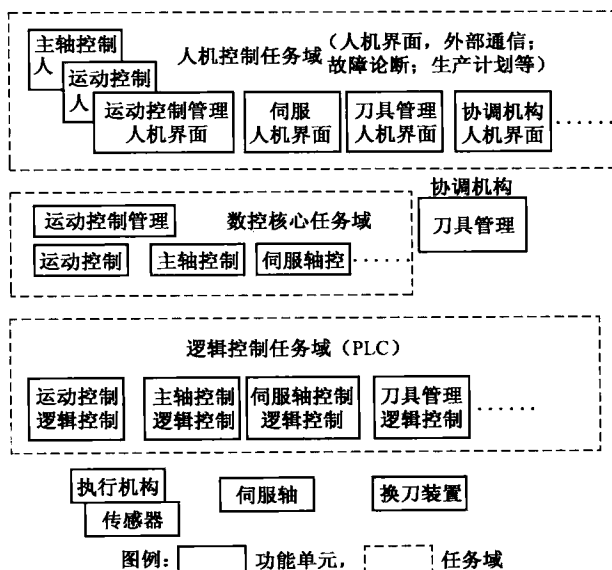 主轴控制
人
人机控制任务域（人机界面，外部通信；
故障论断；生产计划等）
运动控制
人
运动控制管理
人机界面
伺服
人机界面
刀具管理
人机界面
协调机构
人机界面
......
协调机构
运动控制管理
数控核心任务域
刀具管理
运动控制
主轴控制
伺服轴控
......
逻辑控制任务域（PLC）
运动控制
逻辑控制
主轴控制
逻辑控制
伺服轴控制
逻辑控制
刀具管理
逻辑控制
......
执行机构
传感器
伺服轴
换刀装置
图例：
功能单元，
任务域